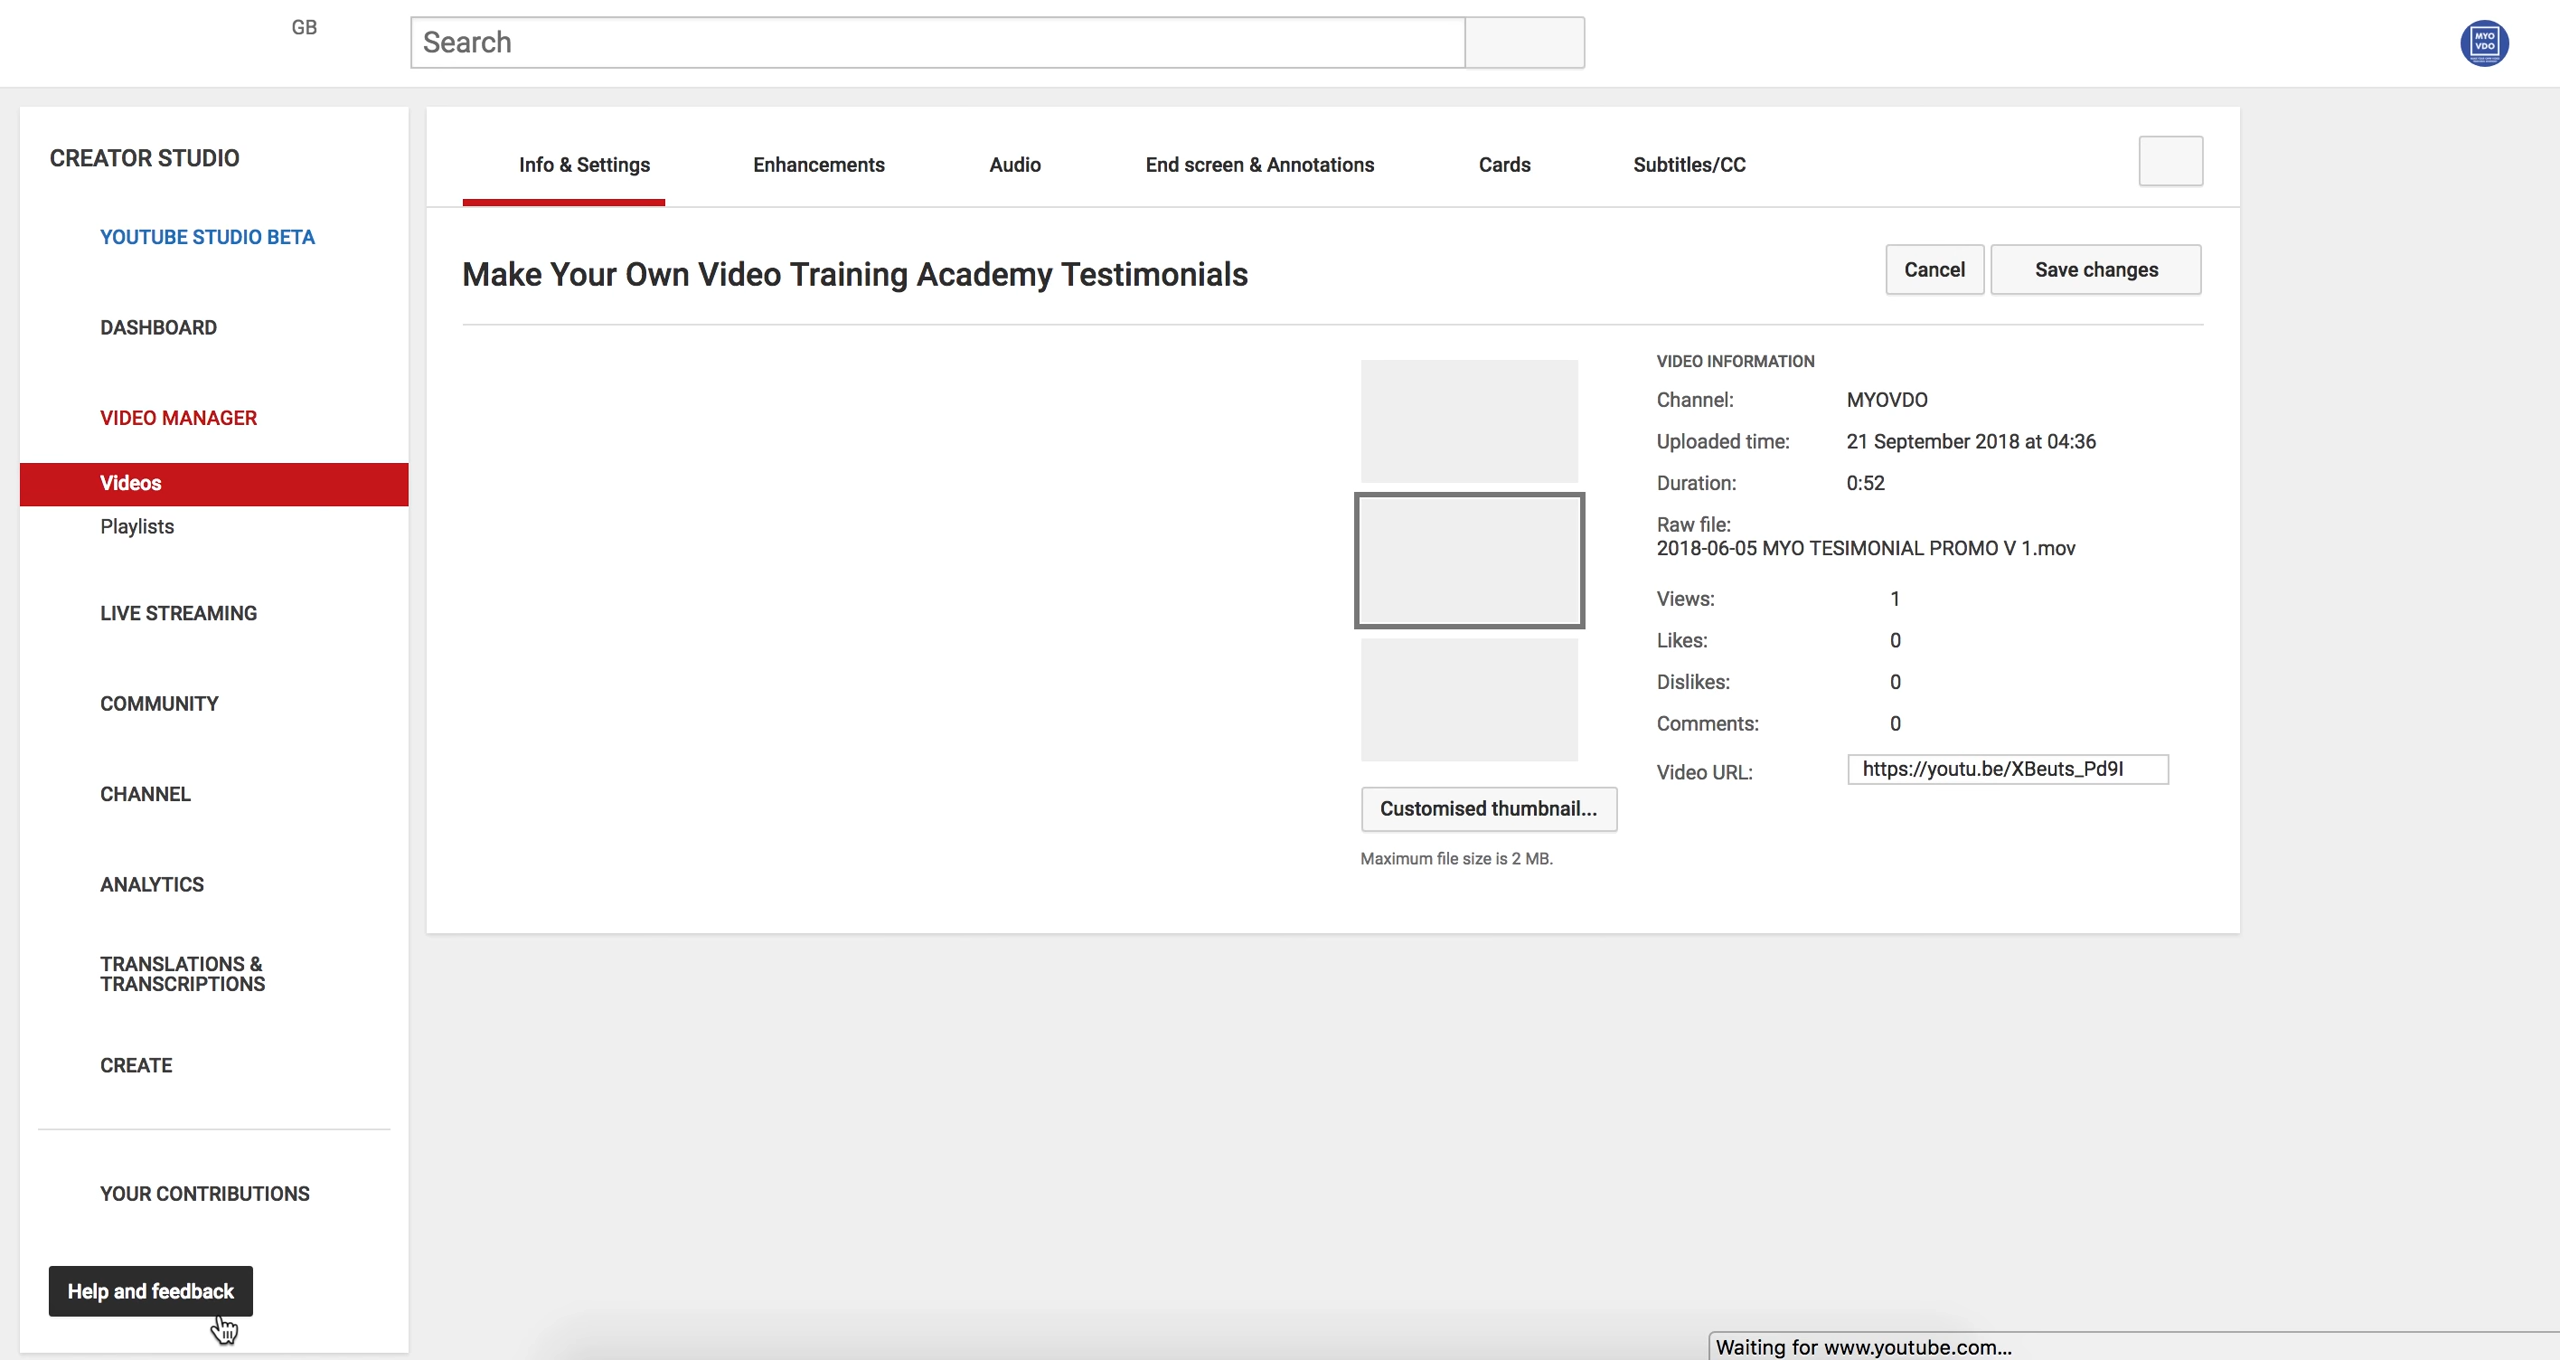 GB
Search
MYO
VDO
CREATOR STUDIO
YOUTUBE STUDIO BETA
DASHBOARD
VIDEO MANAGER
Videos
Playlists
LIVE STREAMING
COMMUNITY
CHANNEL
ANALYTICS
TRANSLATIONS &
TRANSCRIPTIONS
CREATE
YOUR CONTRIBUTIONS
Help and feedback
Info & Settings
Enhancements
Audio
End screen & Annotations
Cards
Subtitles/CC
Make Your Own Video Training Academy Testimonials
Cancel
Save changes
Customised thumbnail...
Maximum file size is 2 MB.
VIDEO INFORMATION
Channel: MYOVDO
Uploaded time: 21 September 2018 at 04:36
Duration: 0:52
Raw file:
2018-06-05 MYO TESIMONIAL PROMO V 1.mov
Views: 1
Likes: 0
Dislikes: 0
Comments: 0
Video URL: https://youtu.be/XBeuts_Pd9I
Waiting for www.youtube.com...